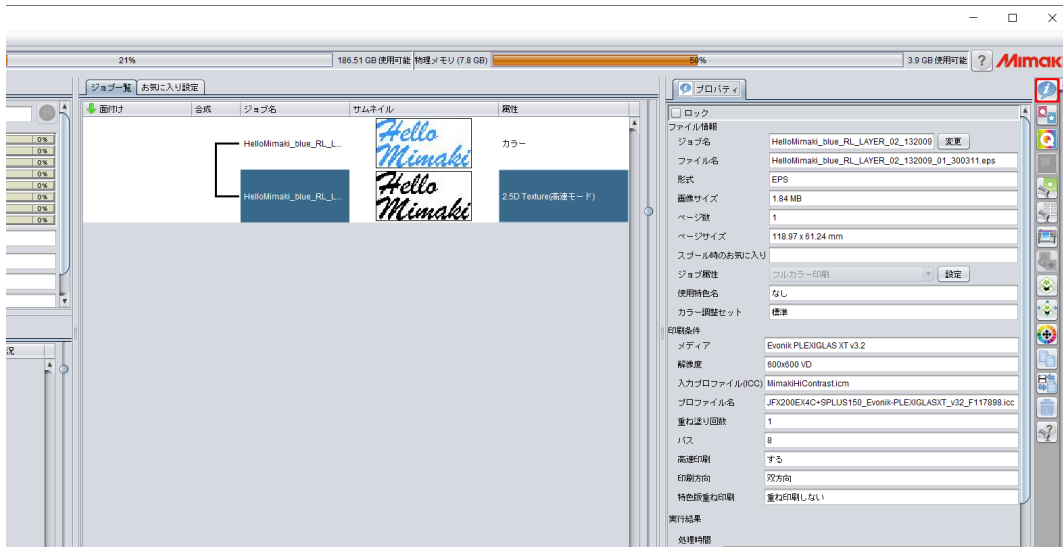 21%
186.51 GB 使用可能
物理メモリ (7.8 GB)
50%
3.9 GB 使用可能
?
Mimak
ジョブ一覧
お気に入り設定
面付け 合成 ジョブ名 サムネイル 属性
HelloMimaki_blue_RL_L...
Hello
Mimaki
カラー
HelloMimaki_blue_RL_L...
Hello
Mimaki
2.5D Texture(高速モード)
0%
0%
0%
0%
0%
0%
0%
0%
況
プロパティ
ロック
ファイル情報
ジョブ名 HelloMimaki_blue_RL_LAYER_02_132009 変更
ファイル名 HelloMimaki_blue_RL_LAYER_02_132009_01_300311.eps
形式 EPS
画像サイズ 1.84 MB
ページ数 1
ページサイズ 118.97 x 61.24 mm
スプール時のお気に入り
ジョブ属性 フルカラー印刷 設定
使用特色名 なし
カラー調整セット 標準
印刷条件
メディア Evonik PLEXIGLAS XT v3.2
解像度 600x600 VD
入力プロファイル(ICC) MimakiHiContrast.icm
プロファイル名 JFX200EX4C+SPLUS150_Evonik-PLEXIGLASXT_v32_F117898.icc
重ね塗り回数 1
パス 8
高速印刷 する
印刷方向 双方向
特色版重ね印刷 重ね印刷しない
実行結果
処理時間